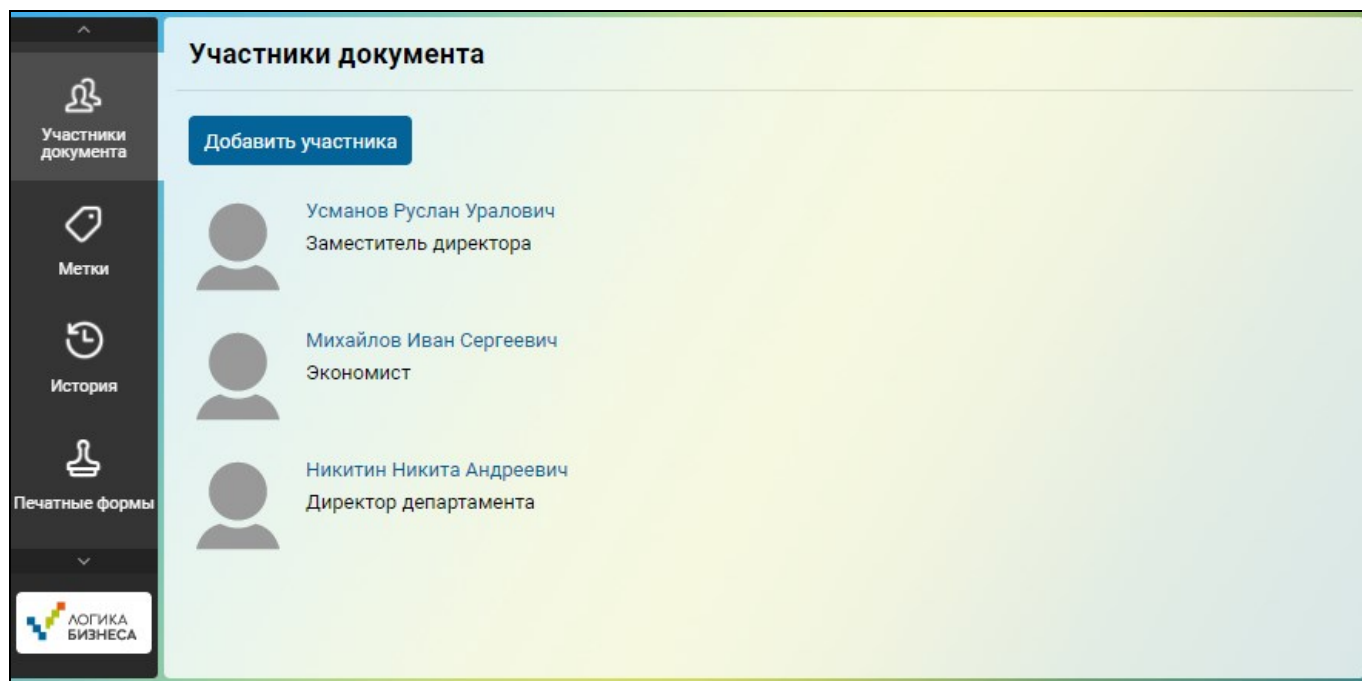 Участники документа
Добавить участника
Участники
документа
Метки
История
Печатные формы
ЛОГИКА
БИЗНЕСА
Усманов Руслан Уралович
Заместитель директора
Михайлов Иван Сергеевич
Экономист
Никитин Никита Андреевич
Директор департамента